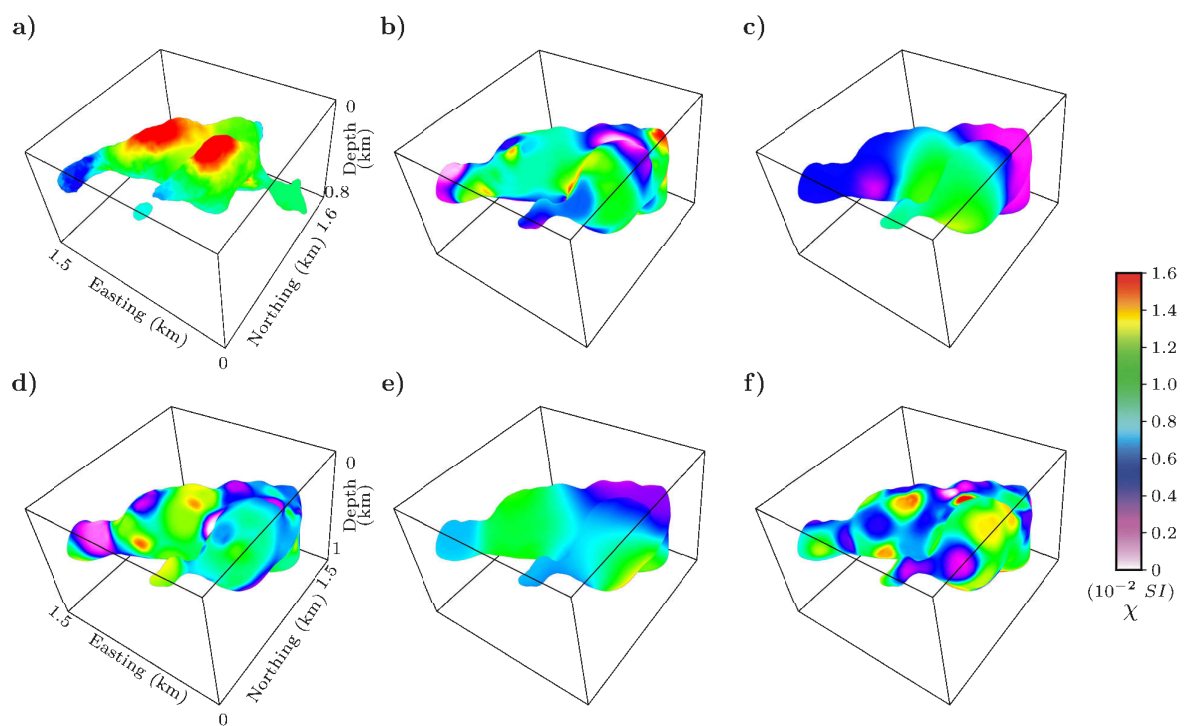 a)
b)
c)
0
Depth
(km)
0.8
1.6
Northing (km)
1.5
Easting (km)
0
1.6
1.4
1.2
1.0
0.8
0.6
0.4
0.2
0
(10⁻² SI)
χ
d)
e)
f)
0
Depth
(km)
1
1.5
Northing (km)
1.5
Easting (km)
0